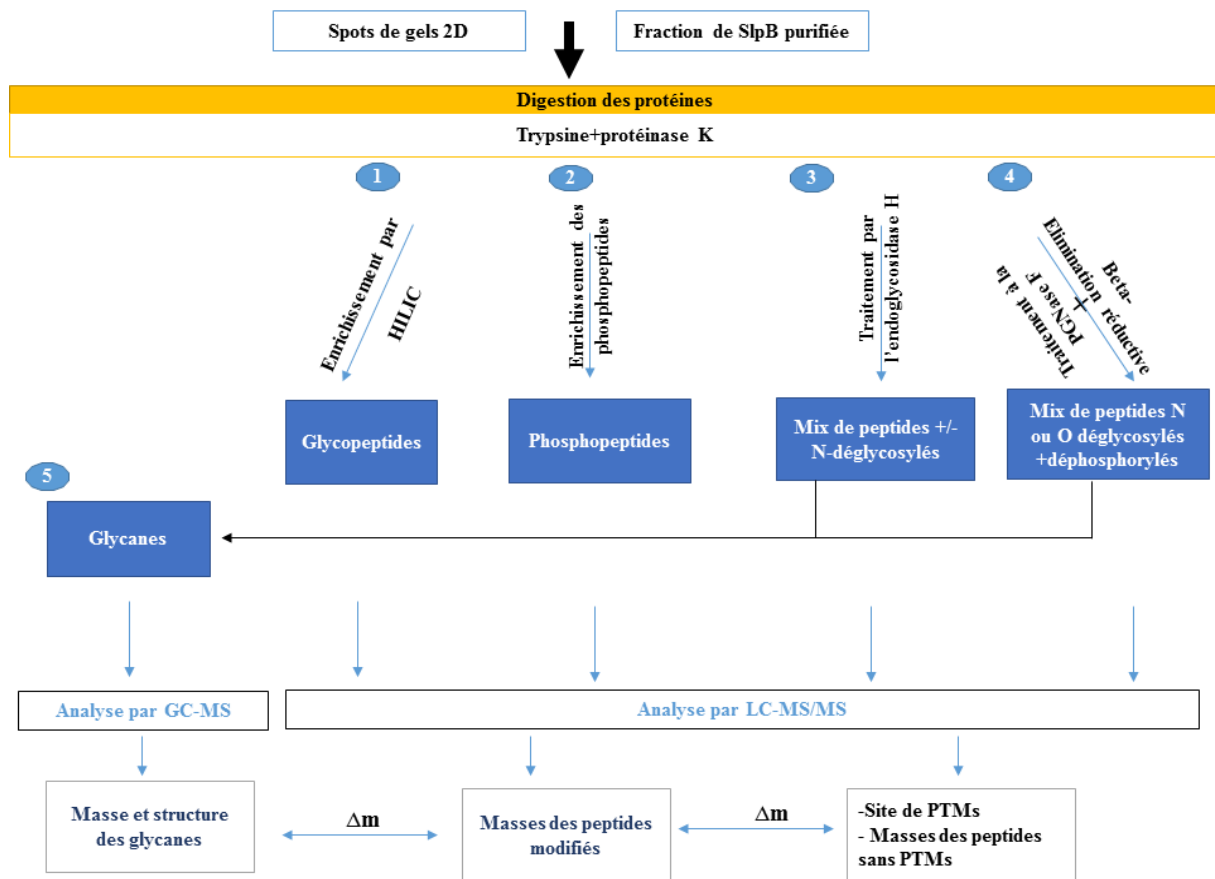 Spots de gels 2D
Fraction de SlpB purifiée
Digestion des protéines
Trypsine+protéinase K
1
2
3
4
Enrichissement par
HILIC
Enrichissement des
phosphopeptides
Traitement par
l'endoglycosidase H
Beta-
Elimination réductive
+
Traitement à la
PGNase F
Glycopeptides
Phosphopeptides
Mix de peptides +/-
N-déglycosylés
Mix de peptides N
ou O déglycosylés
+déphosphorylés
5
Glycanes
Analyse par GC-MS
Analyse par LC-MS/MS
Masse et structure
des glycanes
Δm
Masses des peptides
modifiés
Δm
-Site de PTMs
- Masses des peptides
sans PTMs